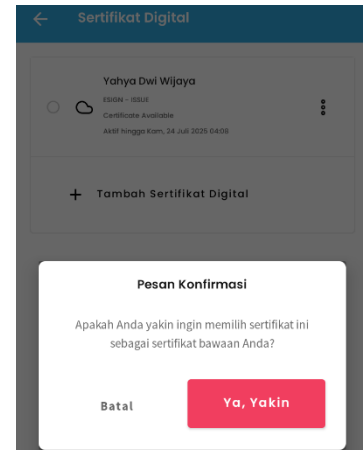 Sertifikat Digital
Yahya Dwi Wijaya
ESIGN - ISSUE
Certificate Available
Aktif hingga Kam, 24 Juli 2025 04:08
+ Tambah Sertifikat Digital
Pesan Konfirmasi
Apakah Anda yakin ingin memilih sertifikat ini
sebagai sertifikat bawaan Anda?
Batal
Ya, Yakin